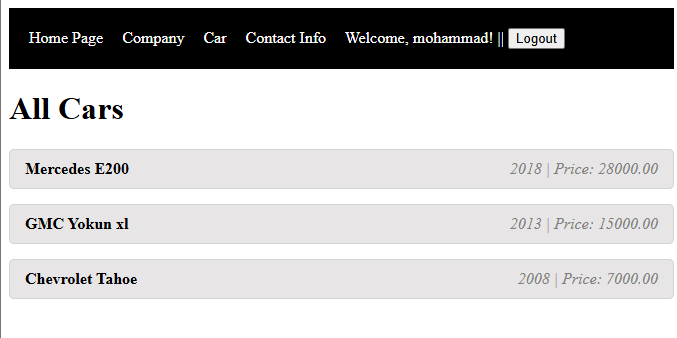 Home Page Company Car Contact Info Welcome, mohammad! || Logout
All Cars
Mercedes E200 2018 | Price: 28000.00
GMC Yokun xl 2013 | Price: 15000.00
Chevrolet Tahoe 2008 | Price: 7000.00